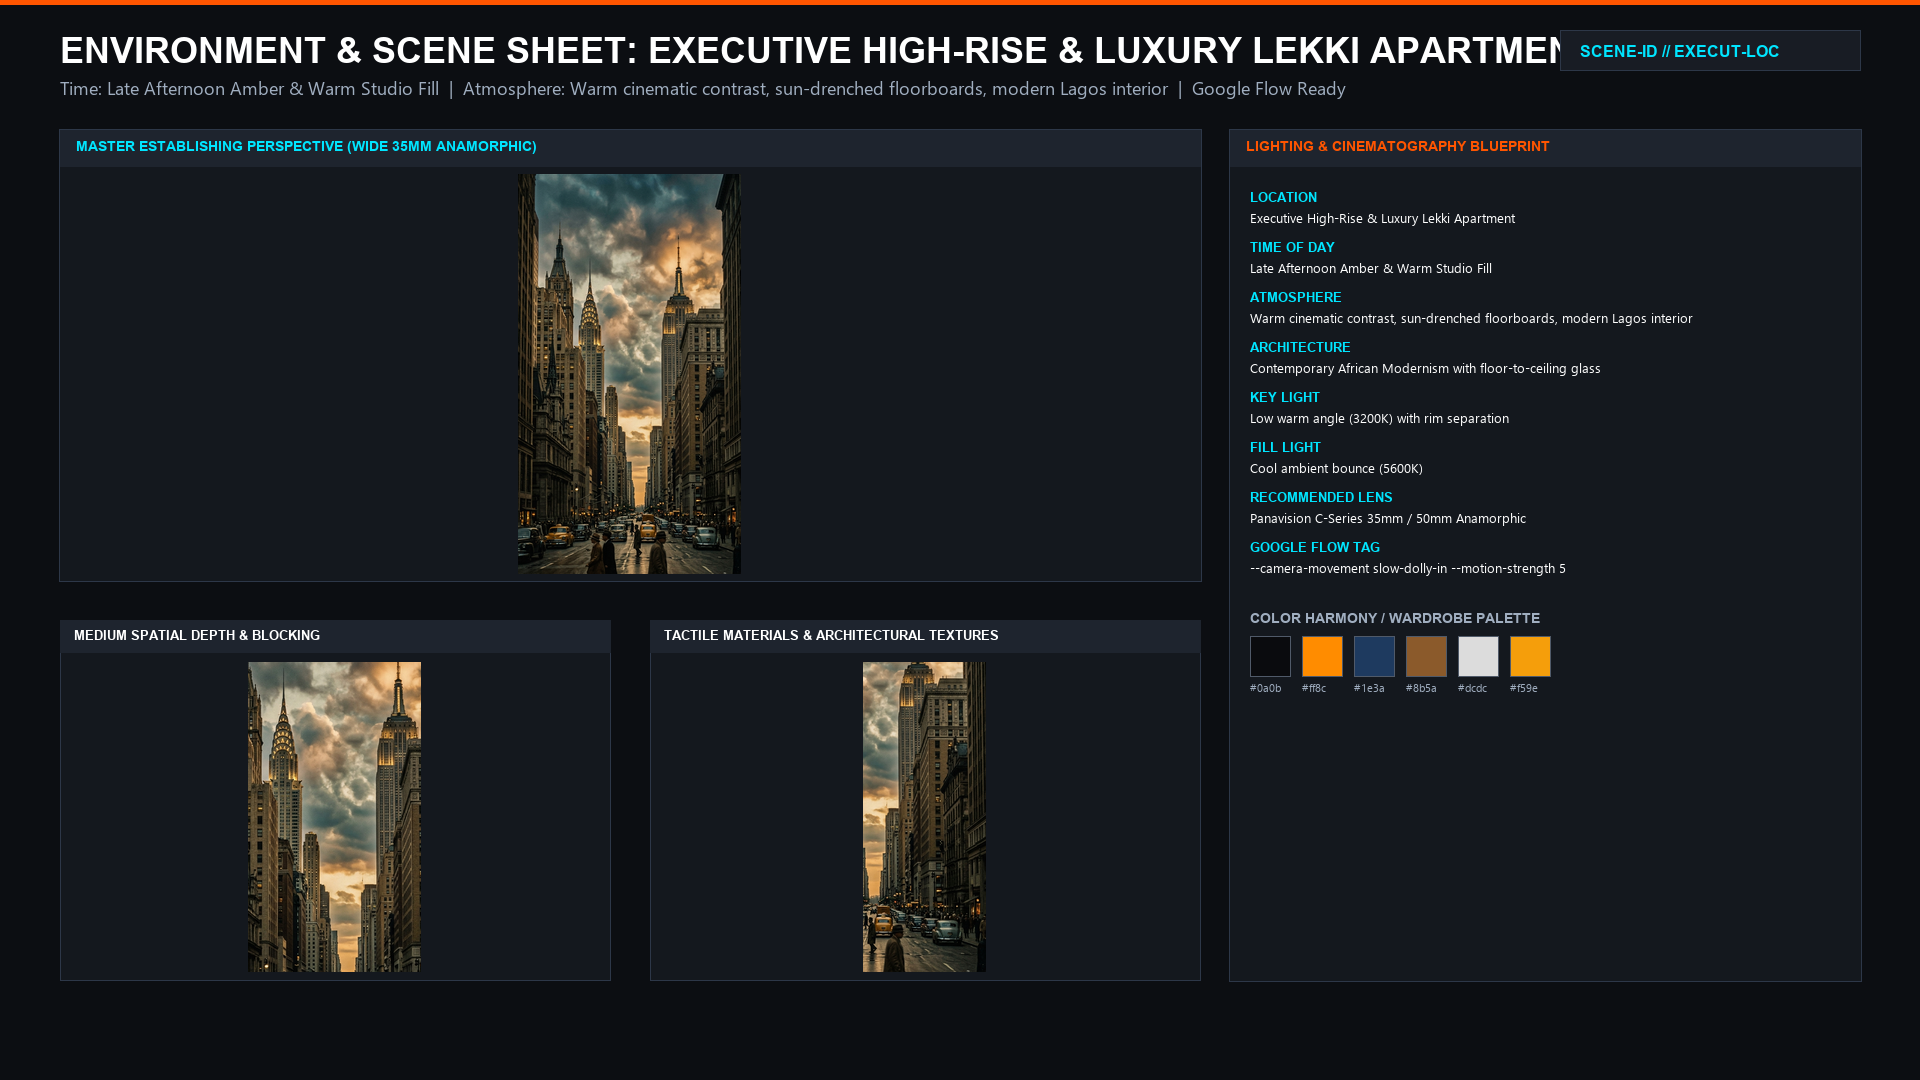 ENVIRONMENT & SCENE SHEET: EXECUTIVE HIGH-RISE & LUXURY LEKKI APARTMEN
SCENE-ID // EXECUT-LOC
Time: Late Afternoon Amber & Warm Studio Fill | Atmosphere: Warm cinematic contrast, sun-drenched floorboards, modern Lagos interior | Google Flow Ready
MASTER ESTABLISHING PERSPECTIVE (WIDE 35MM ANAMORPHIC)
MEDIUM SPATIAL DEPTH & BLOCKING
TACTILE MATERIALS & ARCHITECTURAL TEXTURES
LIGHTING & CINEMATOGRAPHY BLUEPRINT
LOCATION
Executive High-Rise & Luxury Lekki Apartment
TIME OF DAY
Late Afternoon Amber & Warm Studio Fill
ATMOSPHERE
Warm cinematic contrast, sun-drenched floorboards, modern Lagos interior
ARCHITECTURE
Contemporary African Modernism with floor-to-ceiling glass
KEY LIGHT
Low warm angle (3200K) with rim separation
FILL LIGHT
Cool ambient bounce (5600K)
RECOMMENDED LENS
Panavision C-Series 35mm / 50mm Anamorphic
GOOGLE FLOW TAG
--camera-movement slow-dolly-in --motion-strength 5
COLOR HARMONY / WARDROBE PALETTE
#0a0b #ff8c #1e3a #8b5a #dcdc #f59e